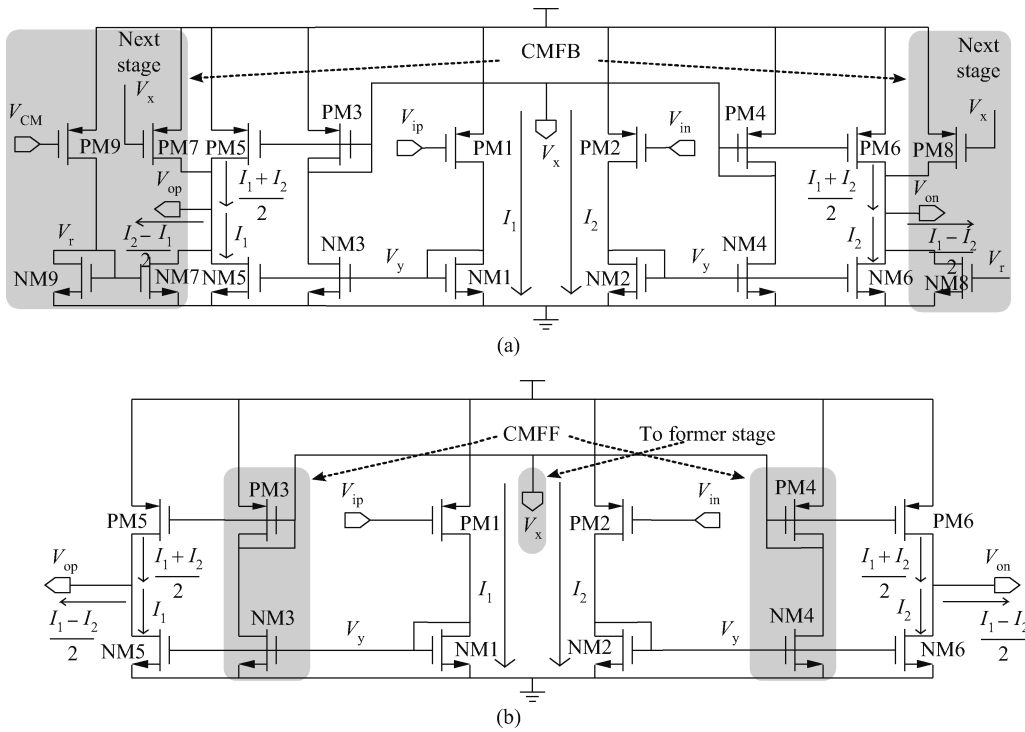 Next
stage
CMFB
Next
stage
V_x
V_CM
PM3
PM4
V_x
V_ip
V_in
PM9
PM7
PM5
PM1
V_x
PM2
PM6
PM8
V_op
(I_1 + I_2)/2
(I_1 + I_2)/2
V_on
(I_2 − I_1)/2
I_1
I_1
I_2
I_2
(I_1 − I_2)/2
V_r
NM3
V_y
V_y
NM4
V_r
NM9
NM7
NM5
NM1
NM2
NM6
NM8
(a)
CMFF
To former stage
PM3
PM4
V_ip
V_in
PM5
PM1
V_x
PM2
PM6
V_op
(I_1 + I_2)/2
(I_1 + I_2)/2
V_on
(I_1 − I_2)/2
I_1
I_1
I_2
I_2
(I_1 − I_2)/2
NM3
V_y
V_y
NM4
NM5
NM1
NM2
NM6
(b)